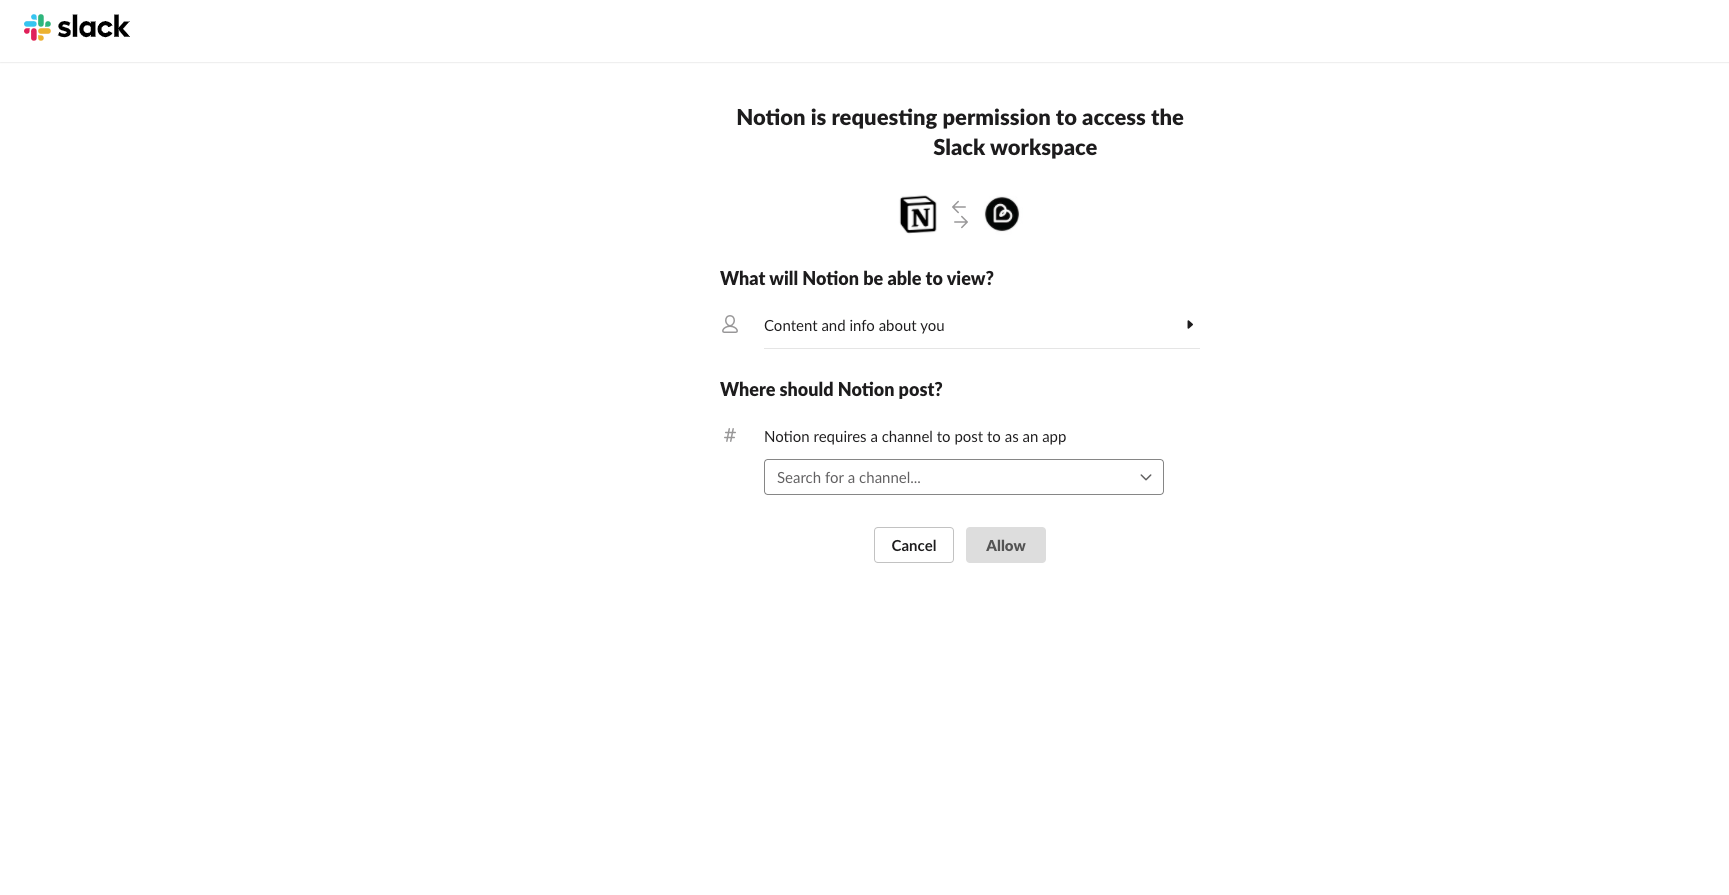 slack
Notion is requesting permission to access the
Slack workspace
N
What will Notion be able to view?
Content and info about you
Where should Notion post?
# Notion requires a channel to post to as an app
Search for a channel...
Cancel Allow